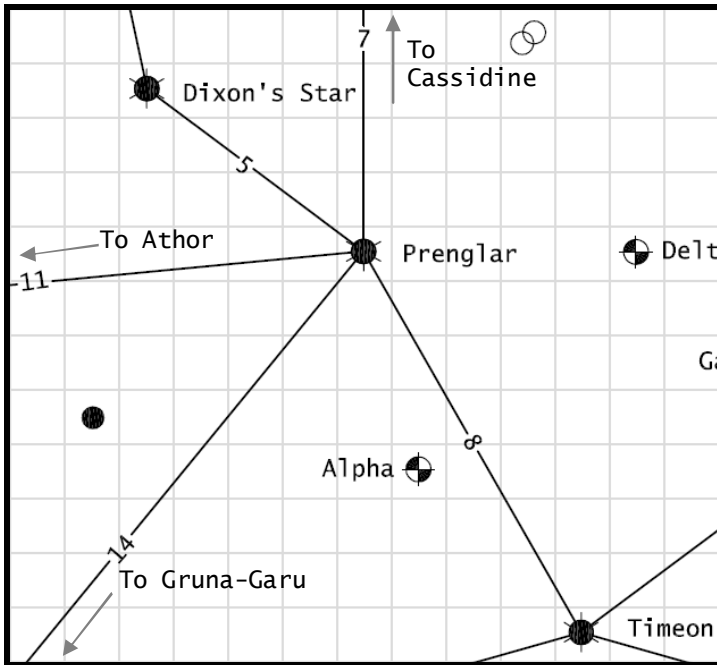 7
To
Cassidine
Dixon's Star
5
To Athor
Prenglar
Delt
11
Ga
8
Alpha
14
To Gruna-Garu
Timeon